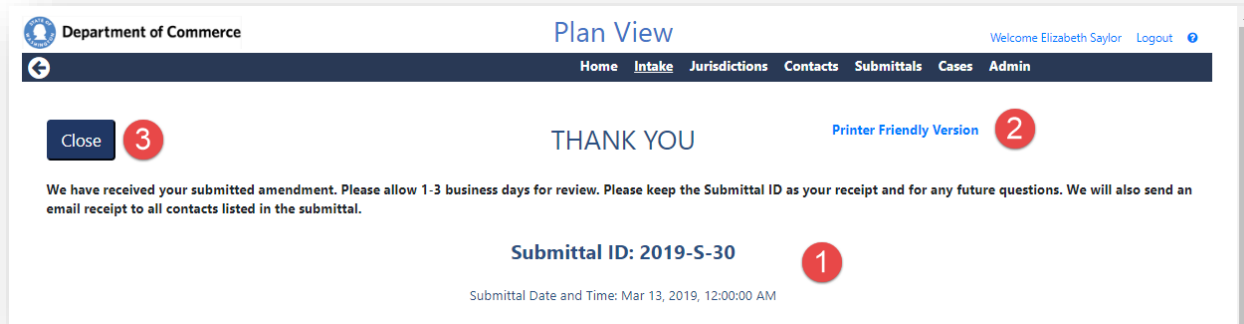 STATE OF
WASHINGTON
Department of Commerce
Plan View
Welcome Elizabeth Saylor Logout ?
Home Intake Jurisdictions Contacts Submittals Cases Admin
Close 3
THANK YOU
Printer Friendly Version 2
We have received your submitted amendment. Please allow 1-3 business days for review. Please keep the Submittal ID as your receipt and for any future questions. We will also send an
email receipt to all contacts listed in the submittal.
Submittal ID: 2019-S-30
1
Submittal Date and Time: Mar 13, 2019, 12:00:00 AM